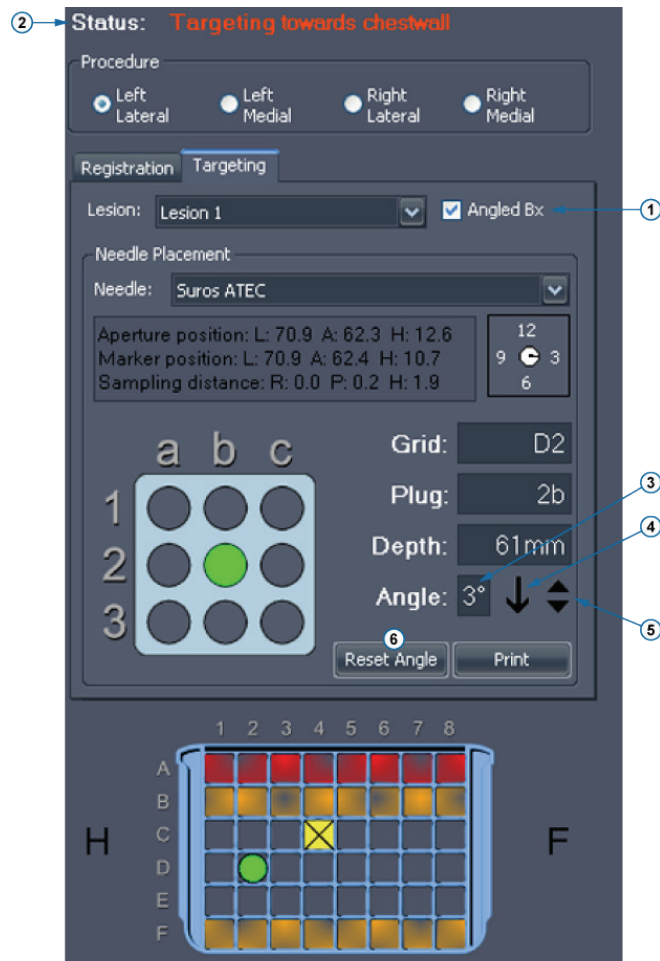 2 Status: Targeting towards chestwall
Procedure
Left Lateral Left Medial Right Lateral Right Medial
Registration Targeting
Lesion: Lesion 1 Angled Bx 1
Needle Placement
Needle: Suros ATEC
Aperture position: L: 70.9 A: 62.3 H: 12.6
Marker position: L: 70.9 A: 62.4 H: 10.7
Sampling distance: R: 0.0 P: 0.2 H: 1.9
12
9 3
6
a b c
1
2
3
Grid: D2
Plug: 2b
Depth: 61mm
Angle: 3°
3
4
5
6
Reset Angle Print
1 2 3 4 5 6 7 8
A
B
C
D
E
F
H F